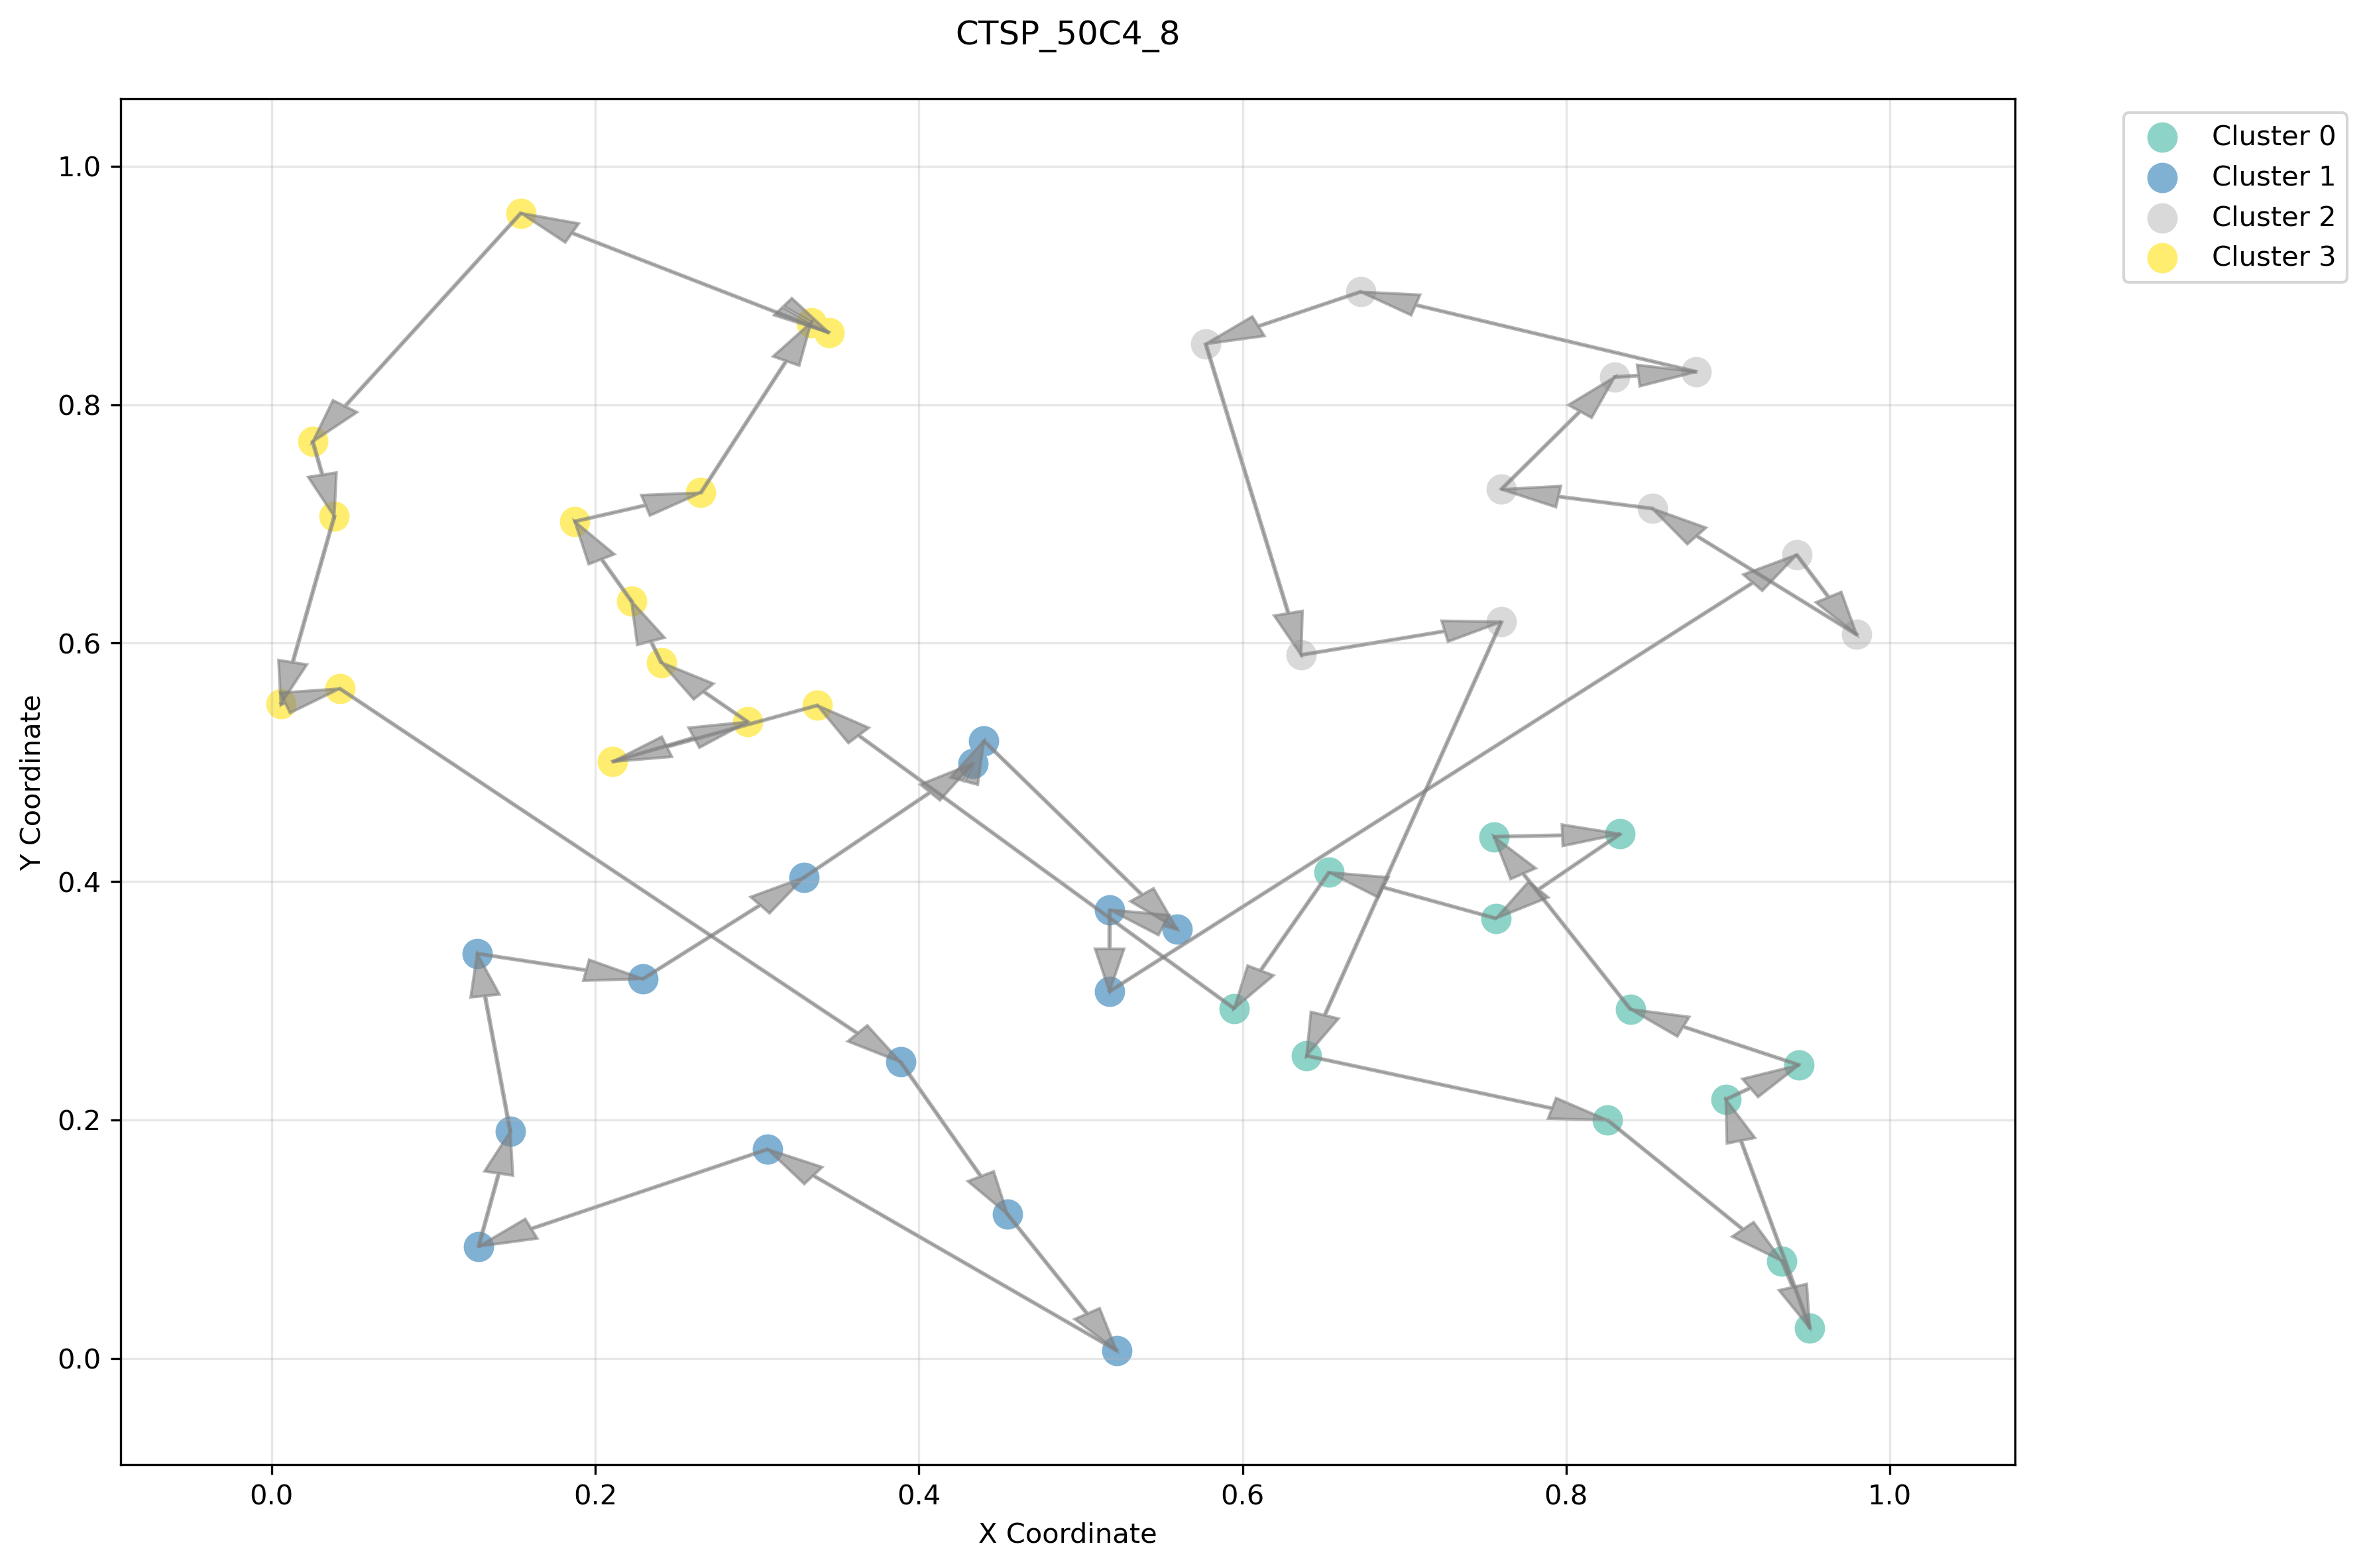 CTSP_50C4_8
Cluster 0
Cluster 1
Cluster 2
Cluster 3
Y Coordinate
1.0
0.8
0.6
0.4
0.2
0.0
0.0 0.2 0.4 0.6 0.8 1.0
X Coordinate